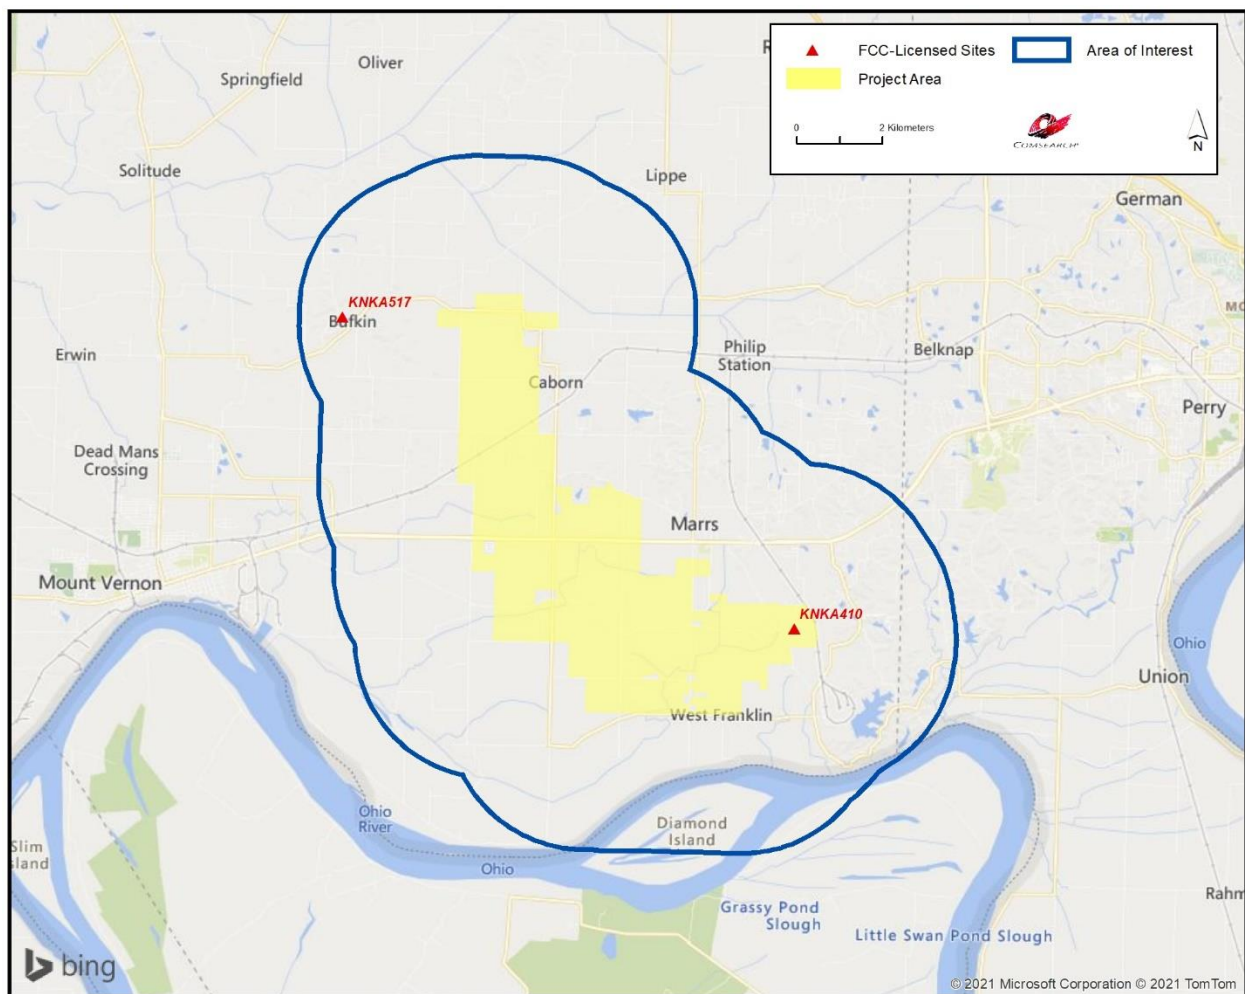 FCC-Licensed Sites
Area of Interest
Project Area
0
2 Kilometers
COMSEARCH
N
Oliver
Springfield
Solitude
Lippe
German
KNKA517
Bufkin
Erwin
Philip
Station
Belknap
Caborn
Perry
Dead Mans
Crossing
Marrs
Mount Vernon
KNKA410
Ohio
Union
West Franklin
Ohio
River
Diamond
Island
Slim
Island
Ohio
Grassy Pond
Slough
Little Swan Pond Slough
bing
© 2021 Microsoft Corporation © 2021 TomTom